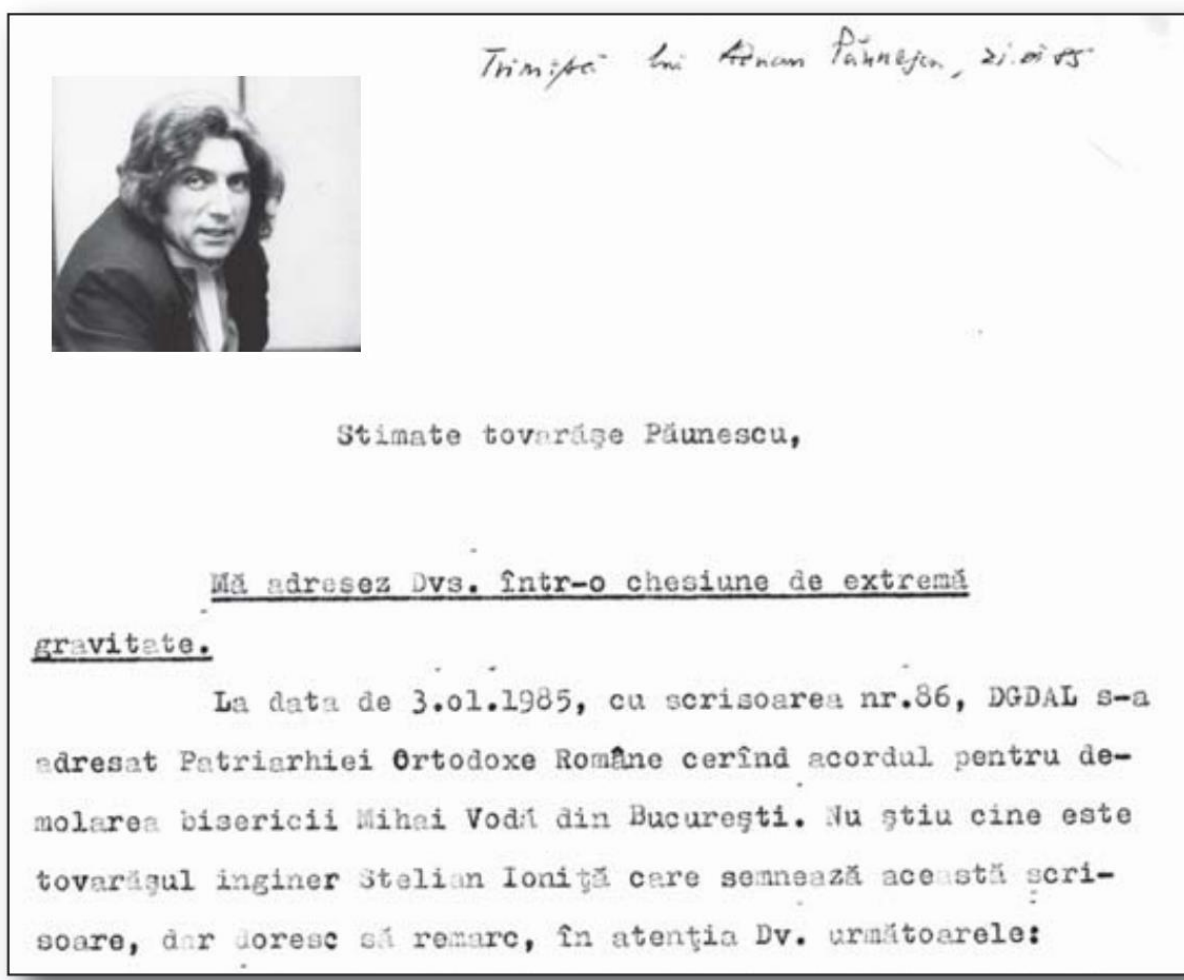 Trimisă lui Adrian Păunescu, 21.01 85
Stimate tovarăşe Păunescu,
Mă adresez Dvs. într-o chesiune de extremă
gravitate.
La data de 3.01.1985, cu scrisoarea nr.86, DGDAL s-a
adresat Patriarhiei Ortodoxe Române cerînd acordul pentru de-
molarea bisericii Mihai Vodă din Bucureşti. Nu ştiu cine este
tovarăşul inginer Stelian Ioniţă care semnează această scri-
soare, dar doresc să remarc, în atenţia Dv. următoarele: